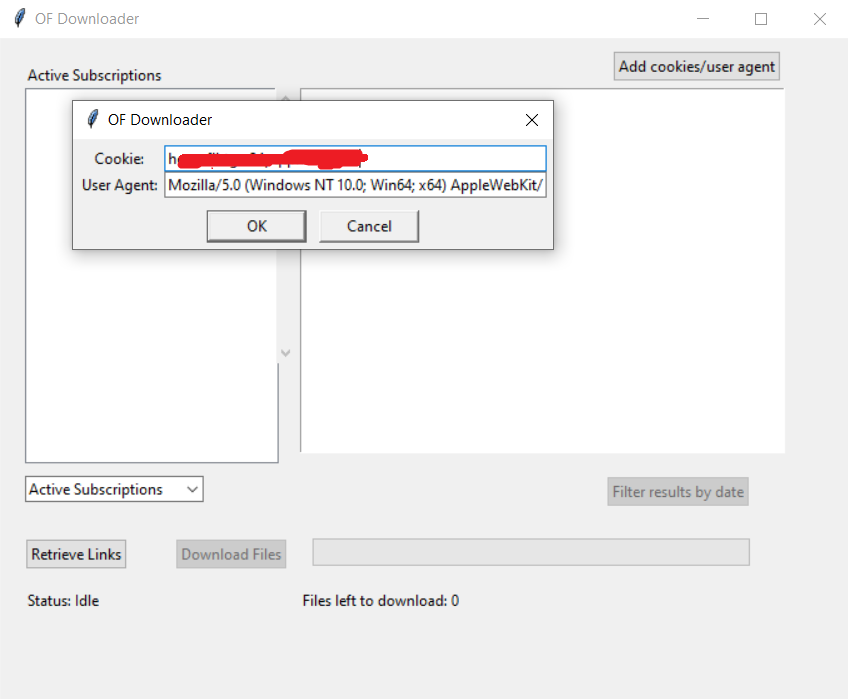 OF Downloader
Add cookies/user agent
Active Subscriptions
OF Downloader
Cookie:
User Agent: Mozilla/5.0 (Windows NT 10.0; Win64; x64) AppleWebKit/
OK Cancel
Active Subscriptions
Filter results by date
Retrieve Links Download Files
Status: Idle Files left to download: 0